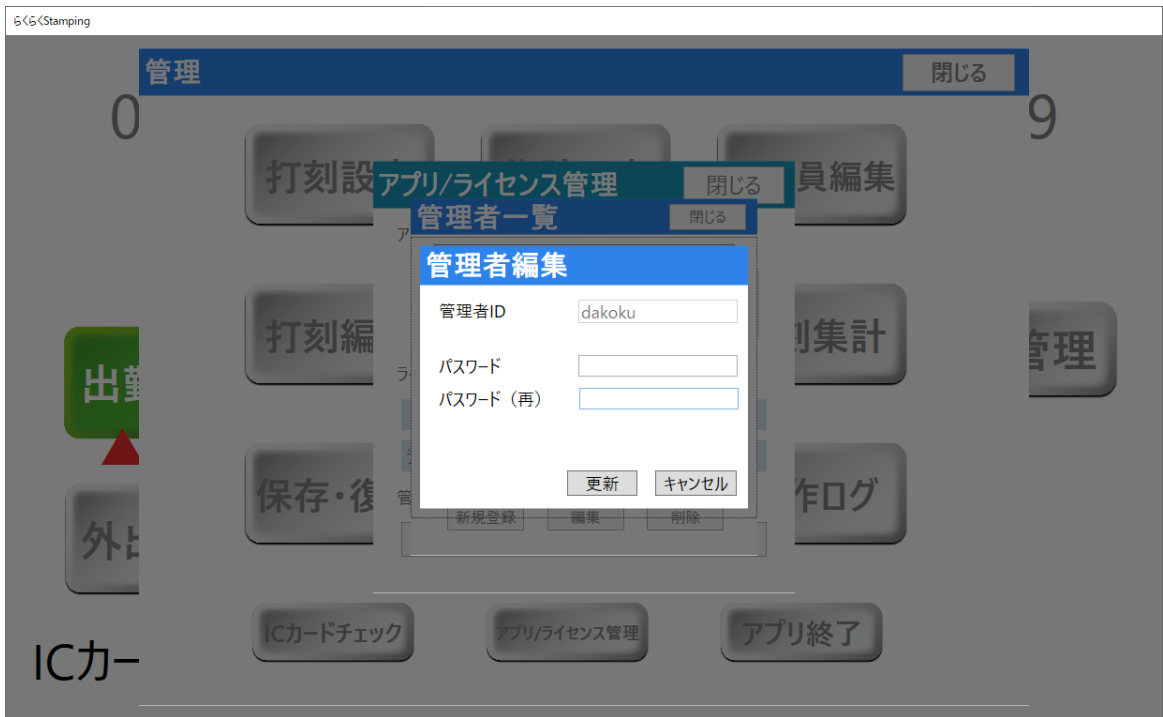 らくらくStamping
管理
閉じる
0
9
打刻設
員編集
アプリ/ライセンス管理
閉じる
管理者一覧
閉じる
ア
管理者編集
管理者ID
dakoku
打刻編
刻集計
管理
出勤
パスワード
ラ
パスワード（再）
保存・復
作ログ
管
更新
キャンセル
新規登録
編集
削除
外出
ICカードチェック
アプリ/ライセンス管理
アプリ終了
ICカー